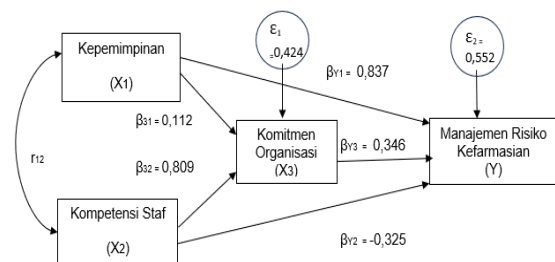 Kepemimpinan
(X1)
ε1
=0,424
ε2 =
0,552
βY1 = 0,837
β31 = 0,112
r12
β32 = 0,809
Komitmen
Organisasi
(X3)
βY3 = 0,346
Manajemen Risiko
Kefarmasian
(Y)
Kompetensi Staf
(X2)
βY2 = -0,325